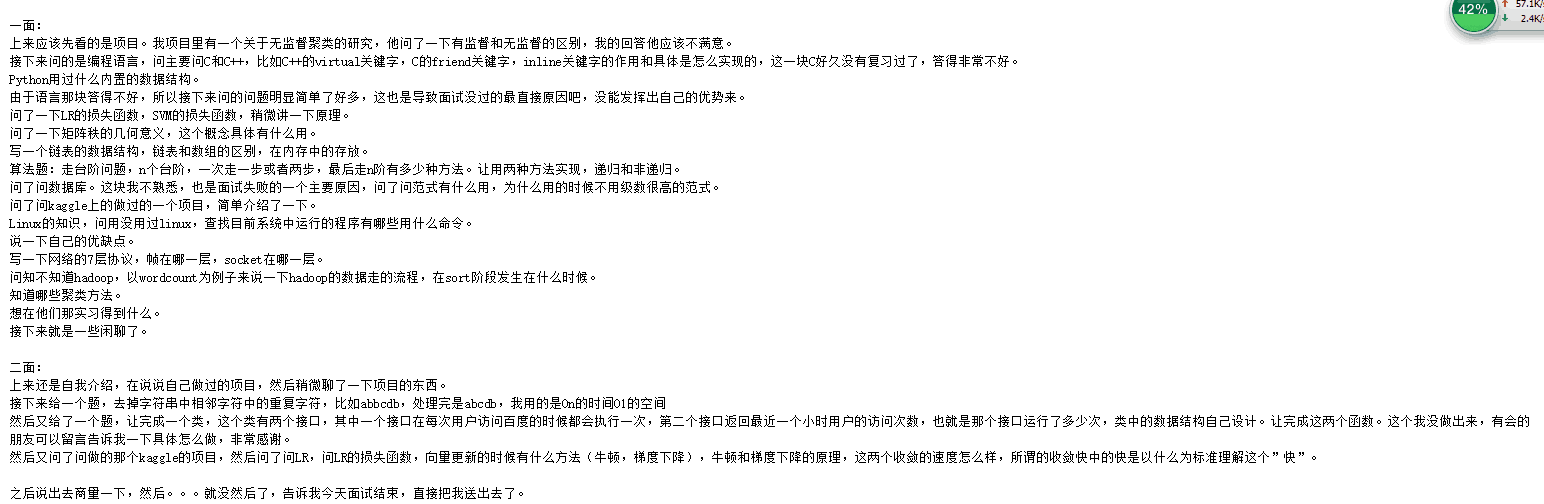 42%
57.1K/s
2.4K/s
一面：
上来应该先看的是项目。我项目里有一个关于无监督聚类的研究，他问了一下有监督和无监督的区别，我的回答他应该不满意。
接下来问的是编程语言，问主要问C和C++，比如C++的virtual关键字，C的friend关键字，inline关键字的作用和具体是怎么实现的，这一块C好久没有复习过了，答得非常不好。
Python用过什么内置的数据结构。
由于语言那块答得不好，所以接下来问的问题明显简单了好多，这也是导致面试没过的最直接原因吧，没能发挥出自己的优势来。
问了一下LR的损失函数，SVM的损失函数，稍微讲一下原理。
问了一下矩阵秩的几何意义，这个概念具体有什么用。
写一个链表的数据结构，链表和数组的区别，在内存中的存放。
算法题：走台阶问题，n个台阶，一次走一步或者两步，最后走n阶有多少种方法。让用两种方法实现，递归和非递归。
问了问数据库。这块我不熟悉，也是面试失败的一个主要原因，问了问范式有什么用，为什么用的时候不用级数很高的范式。
问了问kaggle上的做过的一个项目，简单介绍了一下。
Linux的知识，问用没用过linux，查找目前系统中运行的程序有哪些用什么命令。
说一下自己的优缺点。
写一下网络的7层协议，帧在哪一层，socket在哪一层。
问知不知道hadoop，以wordcount为例子来说一下hadoop的数据走的流程，在sort阶段发生在什么时候。
知道哪些聚类方法。
想在他们那实习得到什么。
接下来就是一些闲聊了。
二面：
上来还是自我介绍，在说说自己做过的项目，然后稍微聊了一下项目的东西。
接下来给一个题，去掉字符串中相邻字符中的重复字符，比如abbcdb，处理完是abcdb，我用的是On的时间O1的空间
然后又给了一个题，让完成一个类，这个类有两个接口，其中一个接口在每次用户访问百度的时候都会执行一次，第二个接口返回最近一个小时用户的访问次数，也就是那个接口运行了多少次，类中的数据结构自己设计。让完成这两个函数。这个我没做出来，有会的
朋友可以留言告诉我一下具体怎么做，非常感谢。
然后又问了问做的那个kaggle的项目，然后问了问LR，问LR的损失函数，向量更新的时候有什么方法（牛顿，梯度下降），牛顿和梯度下降的原理，这两个收敛的速度怎么样，所谓的收敛快中的快是以什么为标准理解这个”快”。
之后说出去商量一下，然后。。。就没然后了，告诉我今天面试结束，直接把我送出去了。